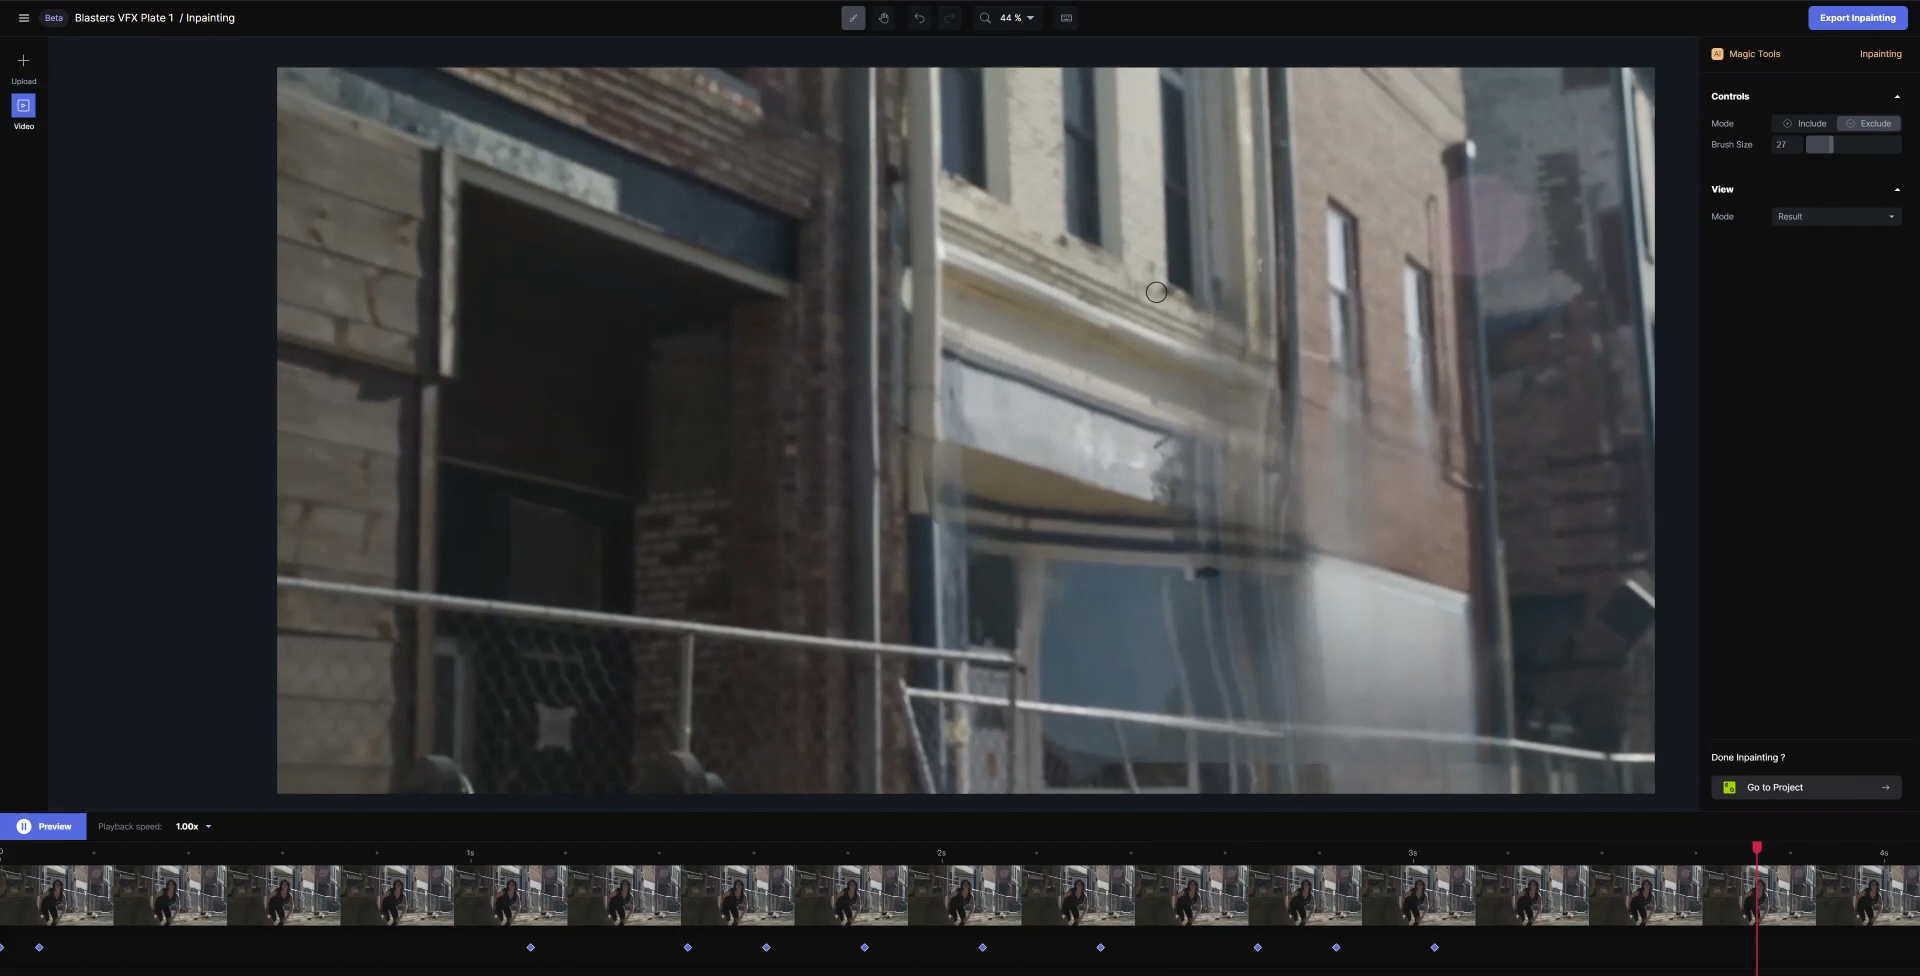 Beta Blasters VFX Plate 1 / Inpainting
44 %
Export Inpainting
Upload
Video
AI Magic Tools
Inpainting
Controls
Mode
Include
Exclude
Brush Size
27
View
Mode
Result
Done Inpainting ?
Go to Project
Preview
Playback speed:
1.00x
0
1s
2s
3s
4s